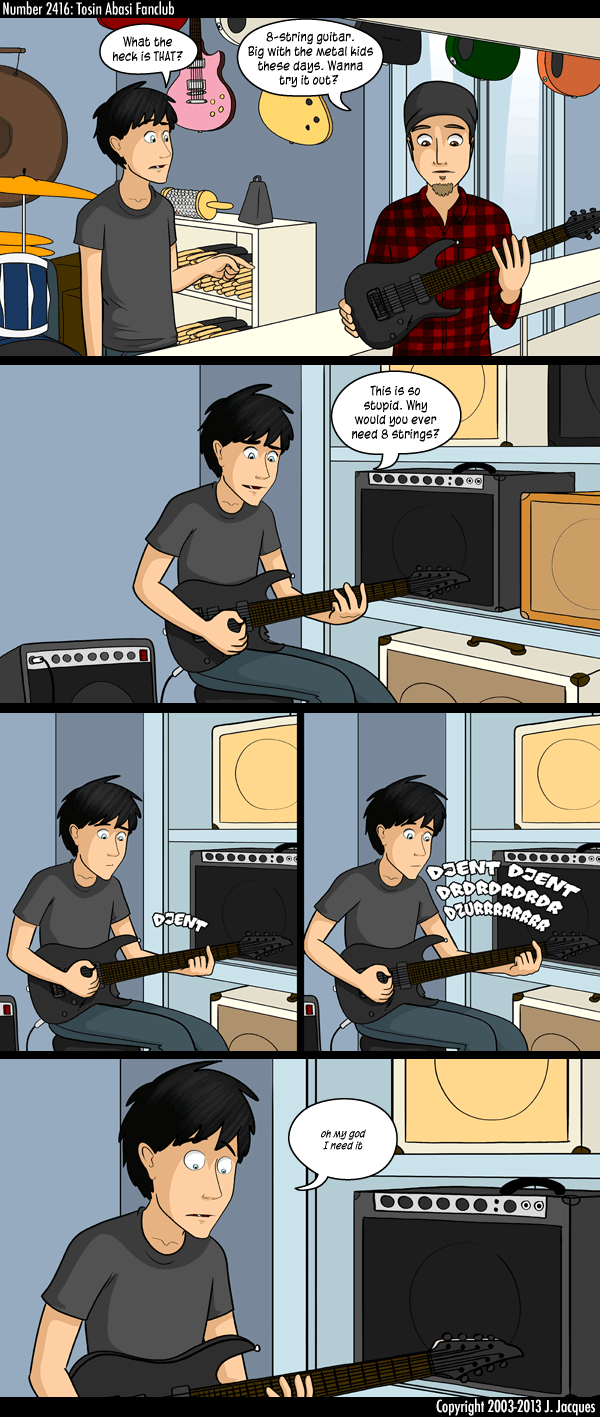 Number 2416: Tosin Abasi Fanclub
What the
heck is THAT?
8-string guitar.
Big with the Metal kids
these days. Wanna
try it out?
This is so
stupid. Why
would you ever
need 8 strings?
DJENT
DJENT DJENT
DRDRDRDRDR
DZURRRRRRRR
oh my god
I need it
Copyright 2003-2013 J. Jacques